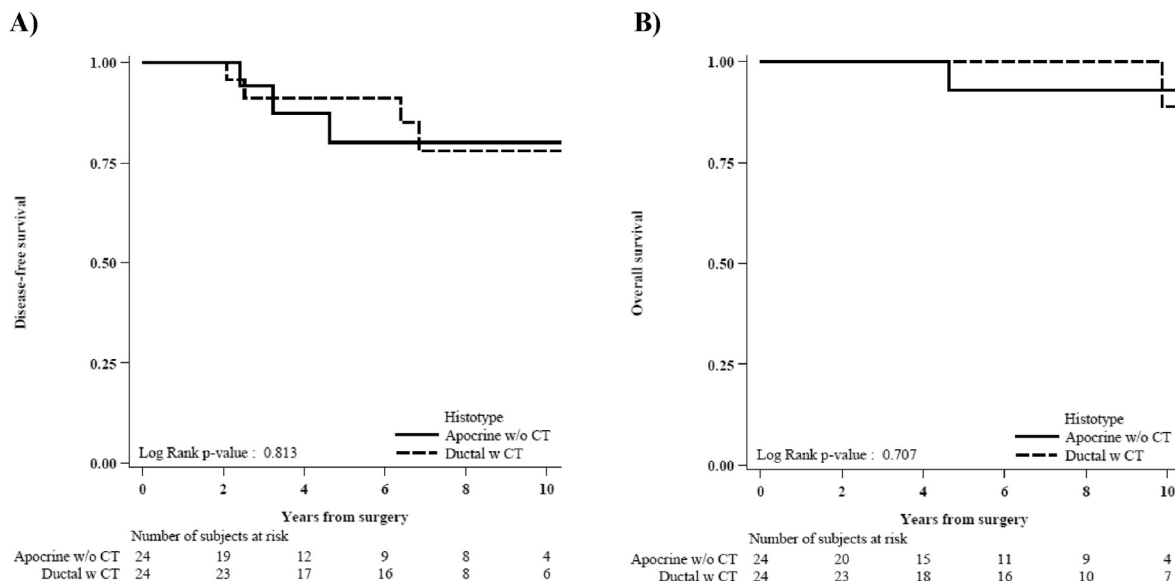 A)
1.00
0.75
0.50
0.25
0.00
Disease-free survival
Histotype
Apocrine w/o CT
Ductal w CT
Log Rank p-value : 0.813
0 2 4 6 8 10
Years from surgery
Number of subjects at risk
Apocrine w/o CT 24 19 12 9 8 4
Ductal w CT 24 23 17 16 8 6
B)
1.00
0.75
0.50
0.25
0.00
Overall survival
Histotype
Apocrine w/o CT
Ductal w CT
Log Rank p-value : 0.707
0 2 4 6 8 10
Years from surgery
Number of subjects at risk
Apocrine w/o CT 24 20 15 11 9 4
Ductal w CT 24 23 18 16 10 7